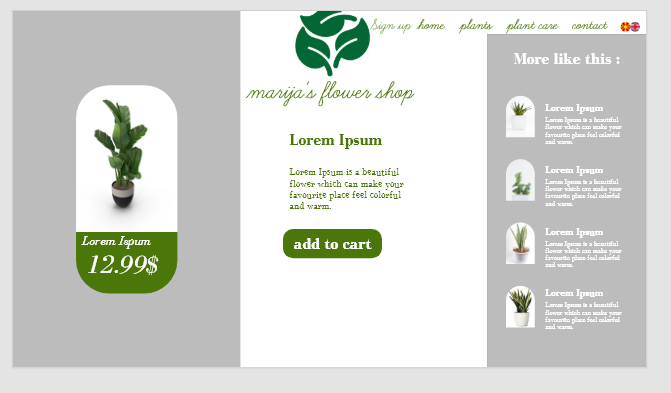 Sign up home plants plant care contact
marija's flower shop
Lorem Ispum
12.99$
Lorem Ipsum
Lorem Ipsum is a beautiful
flower which can make your
favourite place feel colorful
and warm.
add to cart
More like this :
Lorem Ipsum
Lorem Ipsum is a beautiful
flower which can make your
favourite place feel colorful
and warm.
Lorem Ipsum
Lorem Ipsum is a beautiful
flower which can make your
favourite place feel colorful
and warm.
Lorem Ipsum
Lorem Ipsum is a beautiful
flower which can make your
favourite place feel colorful
and warm.
Lorem Ipsum
Lorem Ipsum is a beautiful
flower which can make your
favourite place feel colorful
and warm.